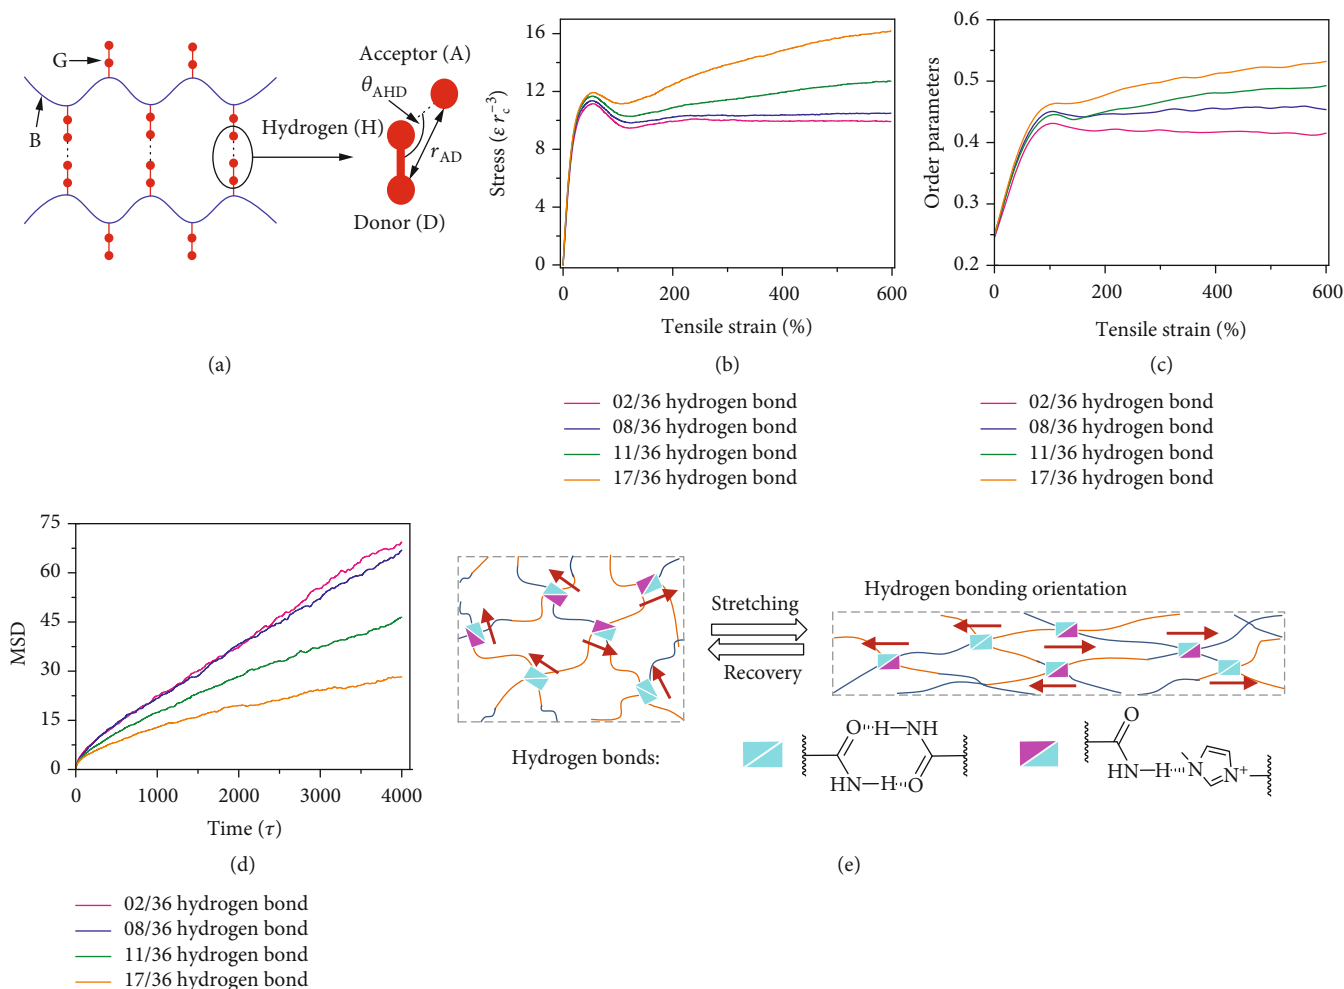 G
B
Acceptor (A)
θAHD
Hydrogen (H)
rAD
Donor (D)
(a)
Stress (ε rc⁻³)
16
12
8
4
0
0
200
400
600
Tensile strain (%)
(b)
02/36 hydrogen bond
08/36 hydrogen bond
11/36 hydrogen bond
17/36 hydrogen bond
Order parameters
0.6
0.5
0.4
0.3
0.2
0
200
400
600
Tensile strain (%)
(c)
02/36 hydrogen bond
08/36 hydrogen bond
11/36 hydrogen bond
17/36 hydrogen bond
MSD
75
60
45
30
15
0
0
1000
2000
3000
4000
Time (τ)
(d)
02/36 hydrogen bond
08/36 hydrogen bond
11/36 hydrogen bond
17/36 hydrogen bond
Stretching
Recovery
Hydrogen bonding orientation
Hydrogen bonds:
O H–NH
HN–H O
O
HN–H N N+
(e)